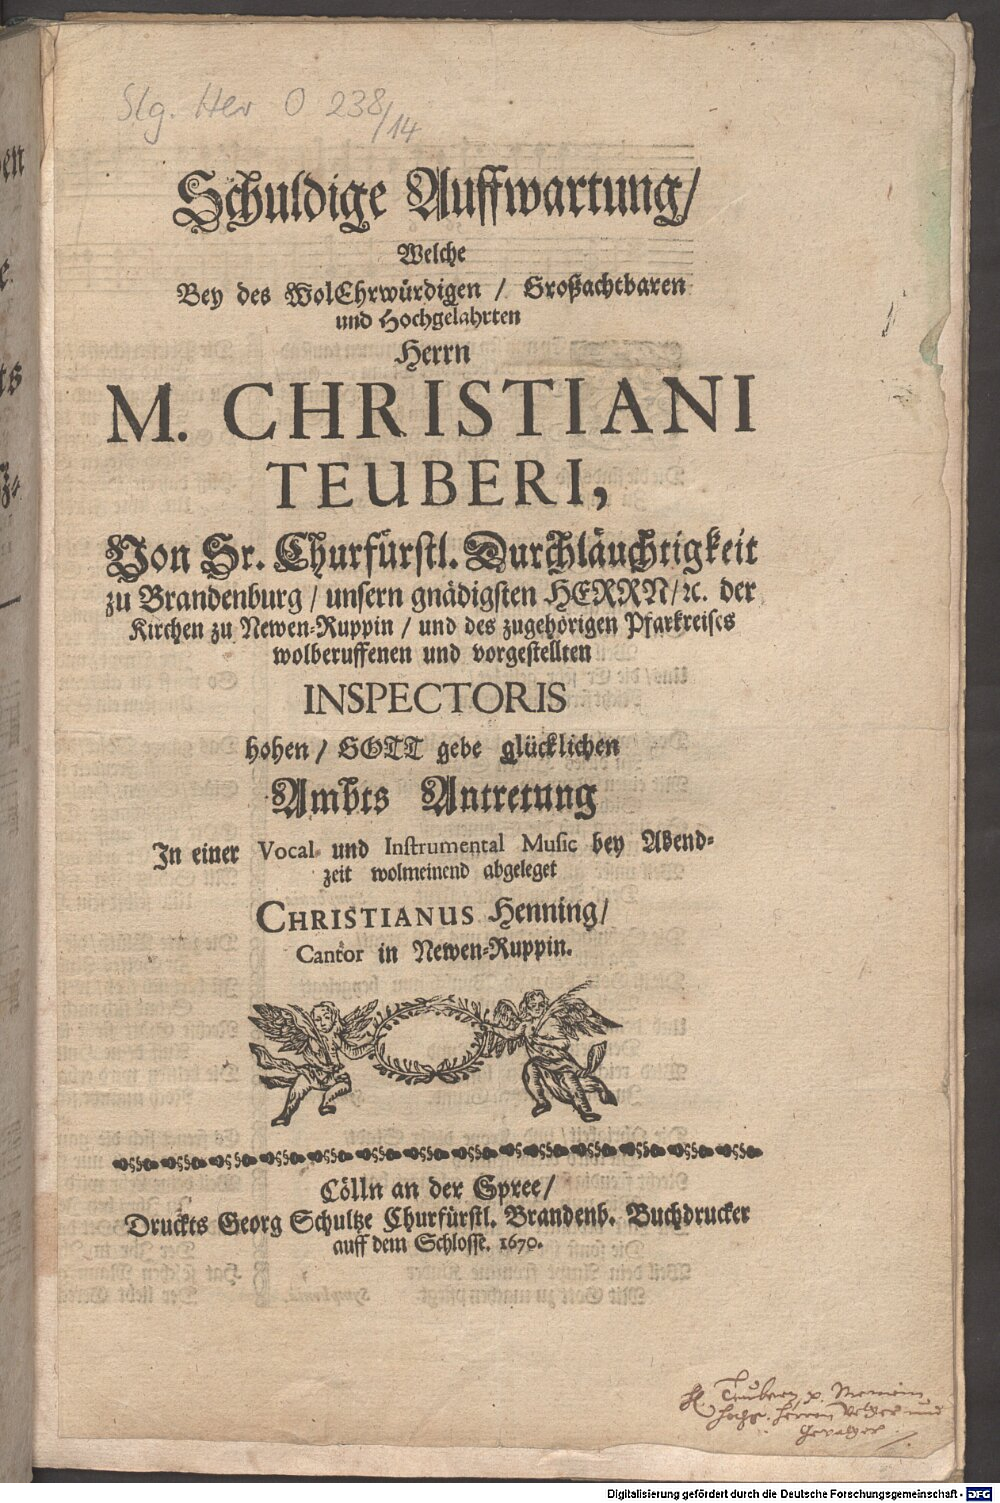 Slg. Her O 238/14
Schuldige Auffwartung/
Welche
Bey des WolEhrwürdigen / Großachtbaren
und Hochgelahrten
Herrn
M. CHRISTIANI
TEUBERI,
Von Sr. Churfürstl. Durchläuchtigkeit
zu Brandenburg / unsern gnädigsten HERRN/ꝛc. der
Kirchen zu Newen-Ruppin / und des zugehörigen Pfarkreises
wolberuffenen und vorgestellten
INSPECTORIS
hohen / GOTT gebe glücklichen
Ambts Antretung
In einer Vocal- und Instrumental Music bey Abend-
zeit wolmeinend abgeleget
CHRISTIANUS Henning/
Cantor in Newen-Ruppin.
Cölln an der Spree/
Druckts Georg Schultze Churfürstl. Brandenb. Buchdrucker
auff dem Schlosse. 1670.
Herren und
Digitalisierung gefördert durch die Deutsche Forschungsgemeinschaft - DFG